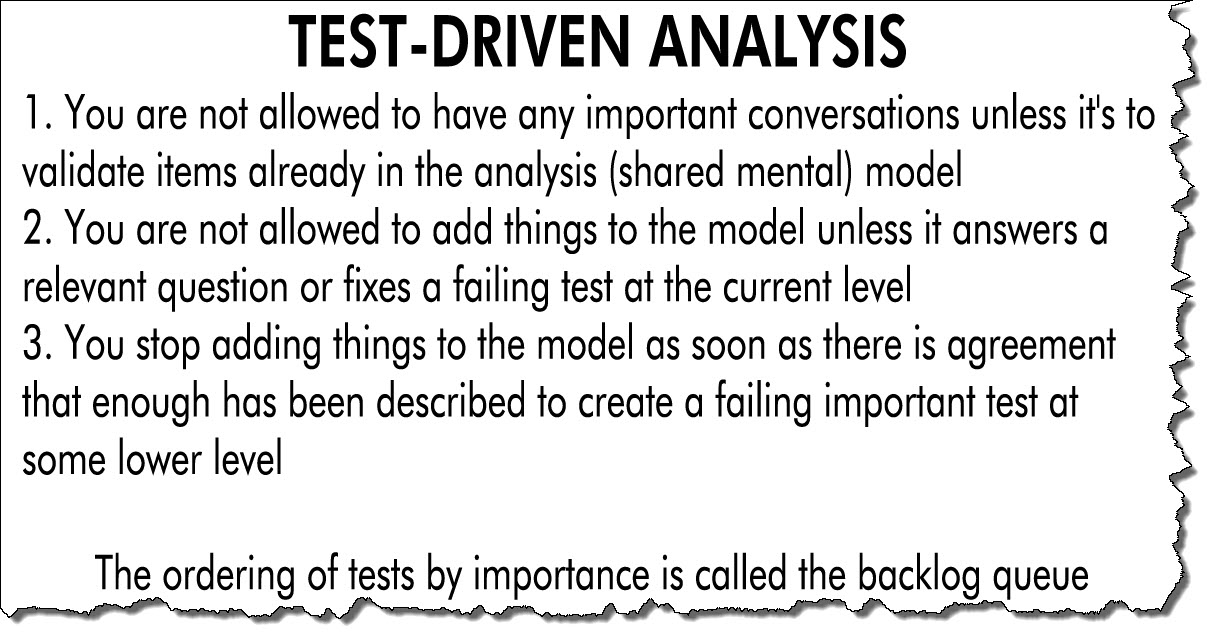 TEST-DRIVEN ANALYSIS
1. You are not allowed to have any important conversations unless it's to
validate items already in the analysis (shared mental) model
2. You are not allowed to add things to the model unless it answers a
relevant question or fixes a failing test at the current level
3. You stop adding things to the model as soon as there is agreement
that enough has been described to create a failing important test at
some lower level
The ordering of tests by importance is called the backlog queue